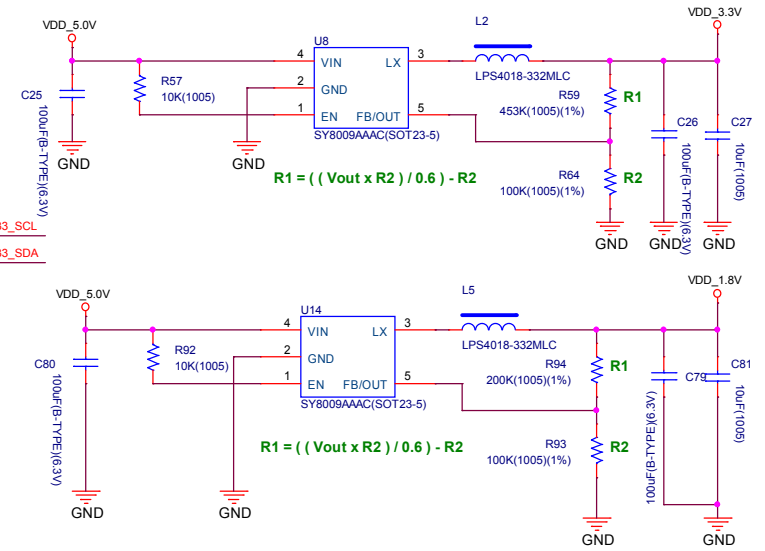 VDD_5.0V
C25
100uF(B-TYPE)(6.3V)
GND
R57
10K(1005)
GND
U8
4 VIN LX 3
2 GND
1 EN FB/OUT 5
SY8009AAAC(SOT23-5)
R1 = ( ( Vout x R2 ) / 0.6 ) - R2
L2
LPS4018-332MLC
VDD_3.3V
R59
453K(1005)(1%)
R1
R64
100K(1005)(1%)
R2
GND
C26
100uF(B-TYPE)(6.3V)
GND
C27
10uF(1005)
GND
33_SCL
33_SDA
VDD_5.0V
C80
100uF(B-TYPE)(6.3V)
GND
R92
10K(1005)
GND
U14
4 VIN LX 3
2 GND
1 EN FB/OUT 5
SY8009AAAC(SOT23-5)
R1 = ( ( Vout x R2 ) / 0.6 ) - R2
L5
LPS4018-332MLC
VDD_1.8V
R94
200K(1005)(1%)
R1
R93
100K(1005)(1%)
R2
GND
C79
100uF(B-TYPE)(6.3V)
C81
10uF(1005)
GND